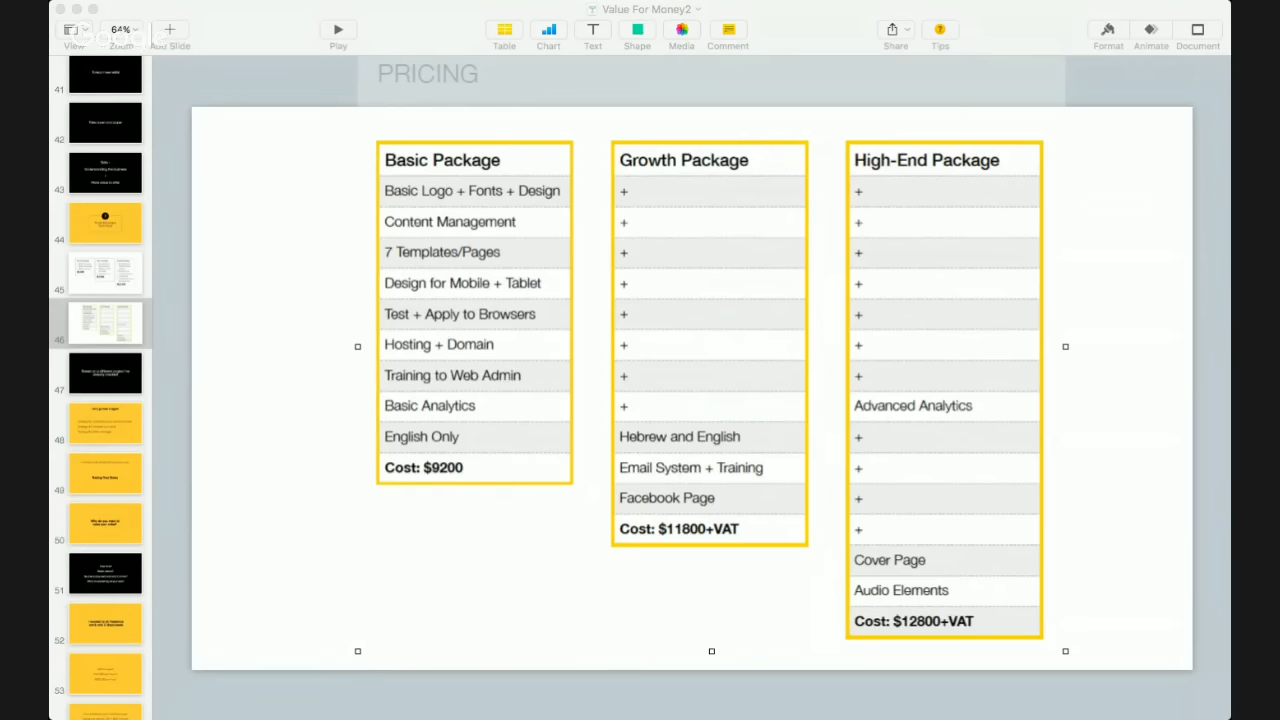 Value For Money2
64%
View
Zoom
Add Slide
Play
Table
Chart
Text
Shape
Media
Comment
Share
Tips
Format
Animate
Document
PRICING
41
42
43
44
45
46
47
48
49
50
51
52
53
Basic Package
Basic Logo + Fonts + Design
Content Management
7 Templates/Pages
Design for Mobile + Tablet
Test + Apply to Browsers
Hosting + Domain
Training to Web Admin
Basic Analytics
English Only
Cost: $9200
Growth Package
+
+
+
+
+
+
+
+
Hebrew and English
Email System + Training
Facebook Page
Cost: $11800+VAT
High-End Package
+
+
+
+
+
+
+
Advanced Analytics
+
+
+
+
Cover Page
Audio Elements
Cost: $12800+VAT